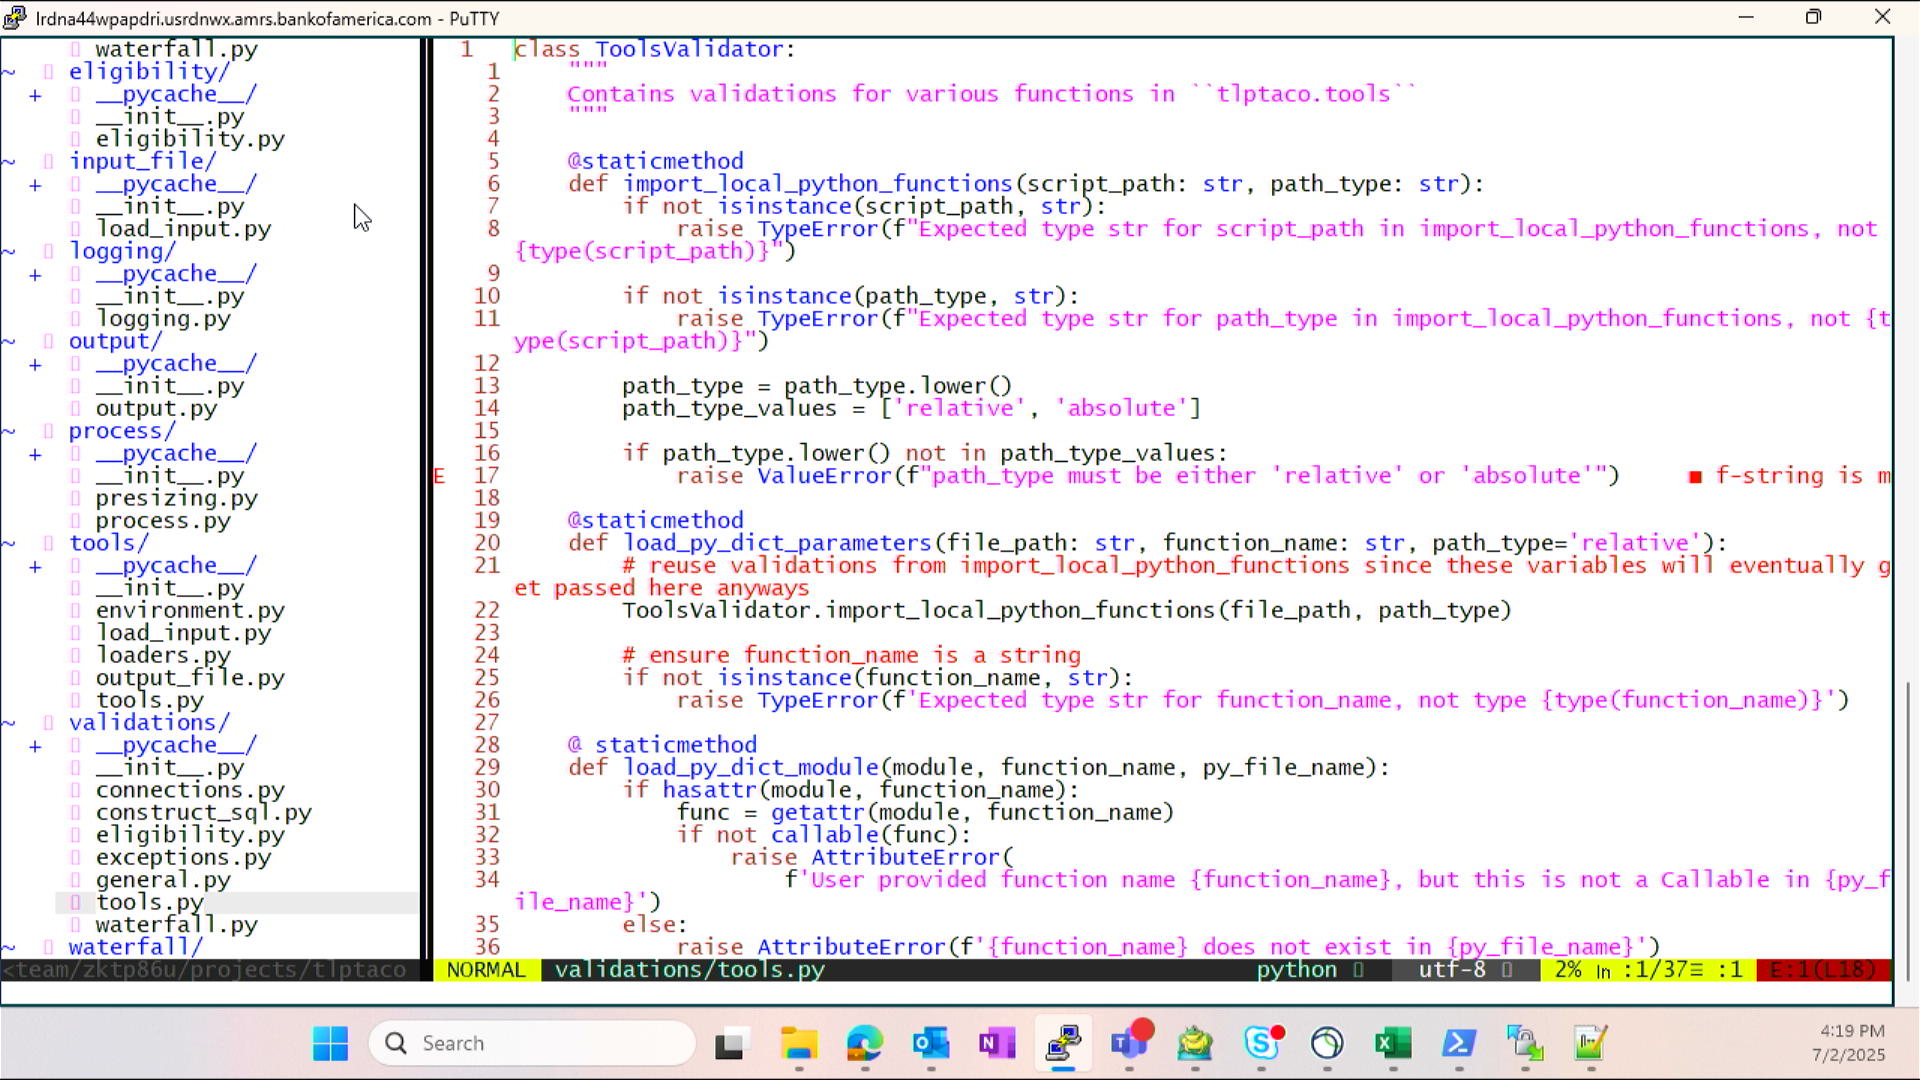 lrdna44wpapdri.usrdnwx.amrs.bankofamerica.com - PuTTY
waterfall.py
~ eligibility/
+ __pycache__/
__init__.py
eligibility.py
~ input_file/
+ __pycache__/
__init__.py
load_input.py
~ logging/
+ __pycache__/
__init__.py
logging.py
~ output/
+ __pycache__/
__init__.py
output.py
~ process/
+ __pycache__/
__init__.py
presizing.py
process.py
~ tools/
+ __pycache__/
__init__.py
environment.py
load_input.py
loaders.py
output_file.py
tools.py
~ validations/
+ __pycache__/
__init__.py
connections.py
construct_sql.py
eligibility.py
exceptions.py
general.py
tools.py
waterfall.py
~ waterfall/
<team/zktp86u/projects/tlptaco
1 class ToolsValidator:
1 """
2 Contains validations for various functions in ``tlptaco.tools``
3 """
4
5 @staticmethod
6 def import_local_python_functions(script_path: str, path_type: str):
7 if not isinstance(script_path, str):
8 raise TypeError(f"Expected type str for script_path in import_local_python_functions, not
{type(script_path)}")
9
10 if not isinstance(path_type, str):
11 raise TypeError(f"Expected type str for path_type in import_local_python_functions, not {t
ype(script_path)}")
12
13 path_type = path_type.lower()
14 path_type_values = ['relative', 'absolute']
15
16 if path_type.lower() not in path_type_values:
E 17 raise ValueError(f"path_type must be either 'relative' or 'absolute'") ■ f-string is m
18
19 @staticmethod
20 def load_py_dict_parameters(file_path: str, function_name: str, path_type='relative'):
21 # reuse validations from import_local_python_functions since these variables will eventually g
et passed here anyways
22 ToolsValidator.import_local_python_functions(file_path, path_type)
23
24 # ensure function_name is a string
25 if not isinstance(function_name, str):
26 raise TypeError(f'Expected type str for function_name, not type {type(function_name)}')
27
28 @ staticmethod
29 def load_py_dict_module(module, function_name, py_file_name):
30 if hasattr(module, function_name):
31 func = getattr(module, function_name)
32 if not callable(func):
33 raise AttributeError(
34 f'User provided function name {function_name}, but this is not a Callable in {py_f
ile_name}')
35 else:
36 raise AttributeError(f'{function_name} does not exist in {py_file_name}')
NORMAL validations/tools.py python utf-8 2% ln :1/37≡ :1 E:1(L18)
Search
4:19 PM
7/2/2025